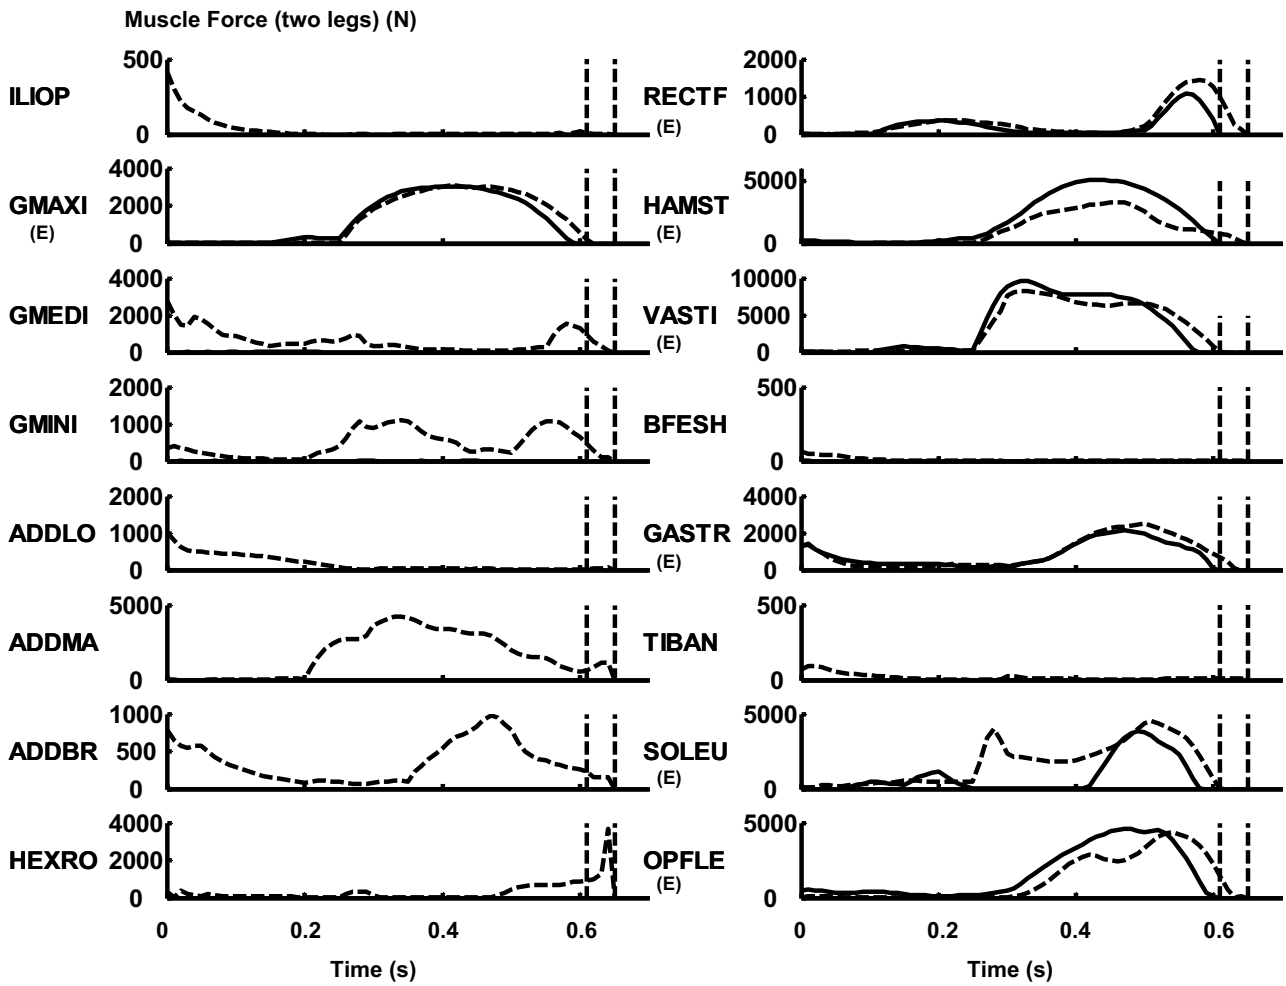 Muscle Force (two legs) (N)
ILIOP
500
0
GMAXI
(E)
4000
2000
0
GMEDI
4000
2000
0
GMINI
2000
1000
0
ADDLO
2000
1000
0
ADDMA
5000
0
ADDBR
1000
500
0
HEXRO
4000
2000
0
0 0.2 0.4 0.6
Time (s)
RECTF
(E)
2000
1000
0
HAMST
(E)
5000
0
VASTI
(E)
10000
5000
0
BFESH
500
0
GASTR
(E)
4000
2000
0
TIBAN
500
0
SOLEU
(E)
5000
0
OPFLE
(E)
5000
0
0 0.2 0.4 0.6
Time (s)